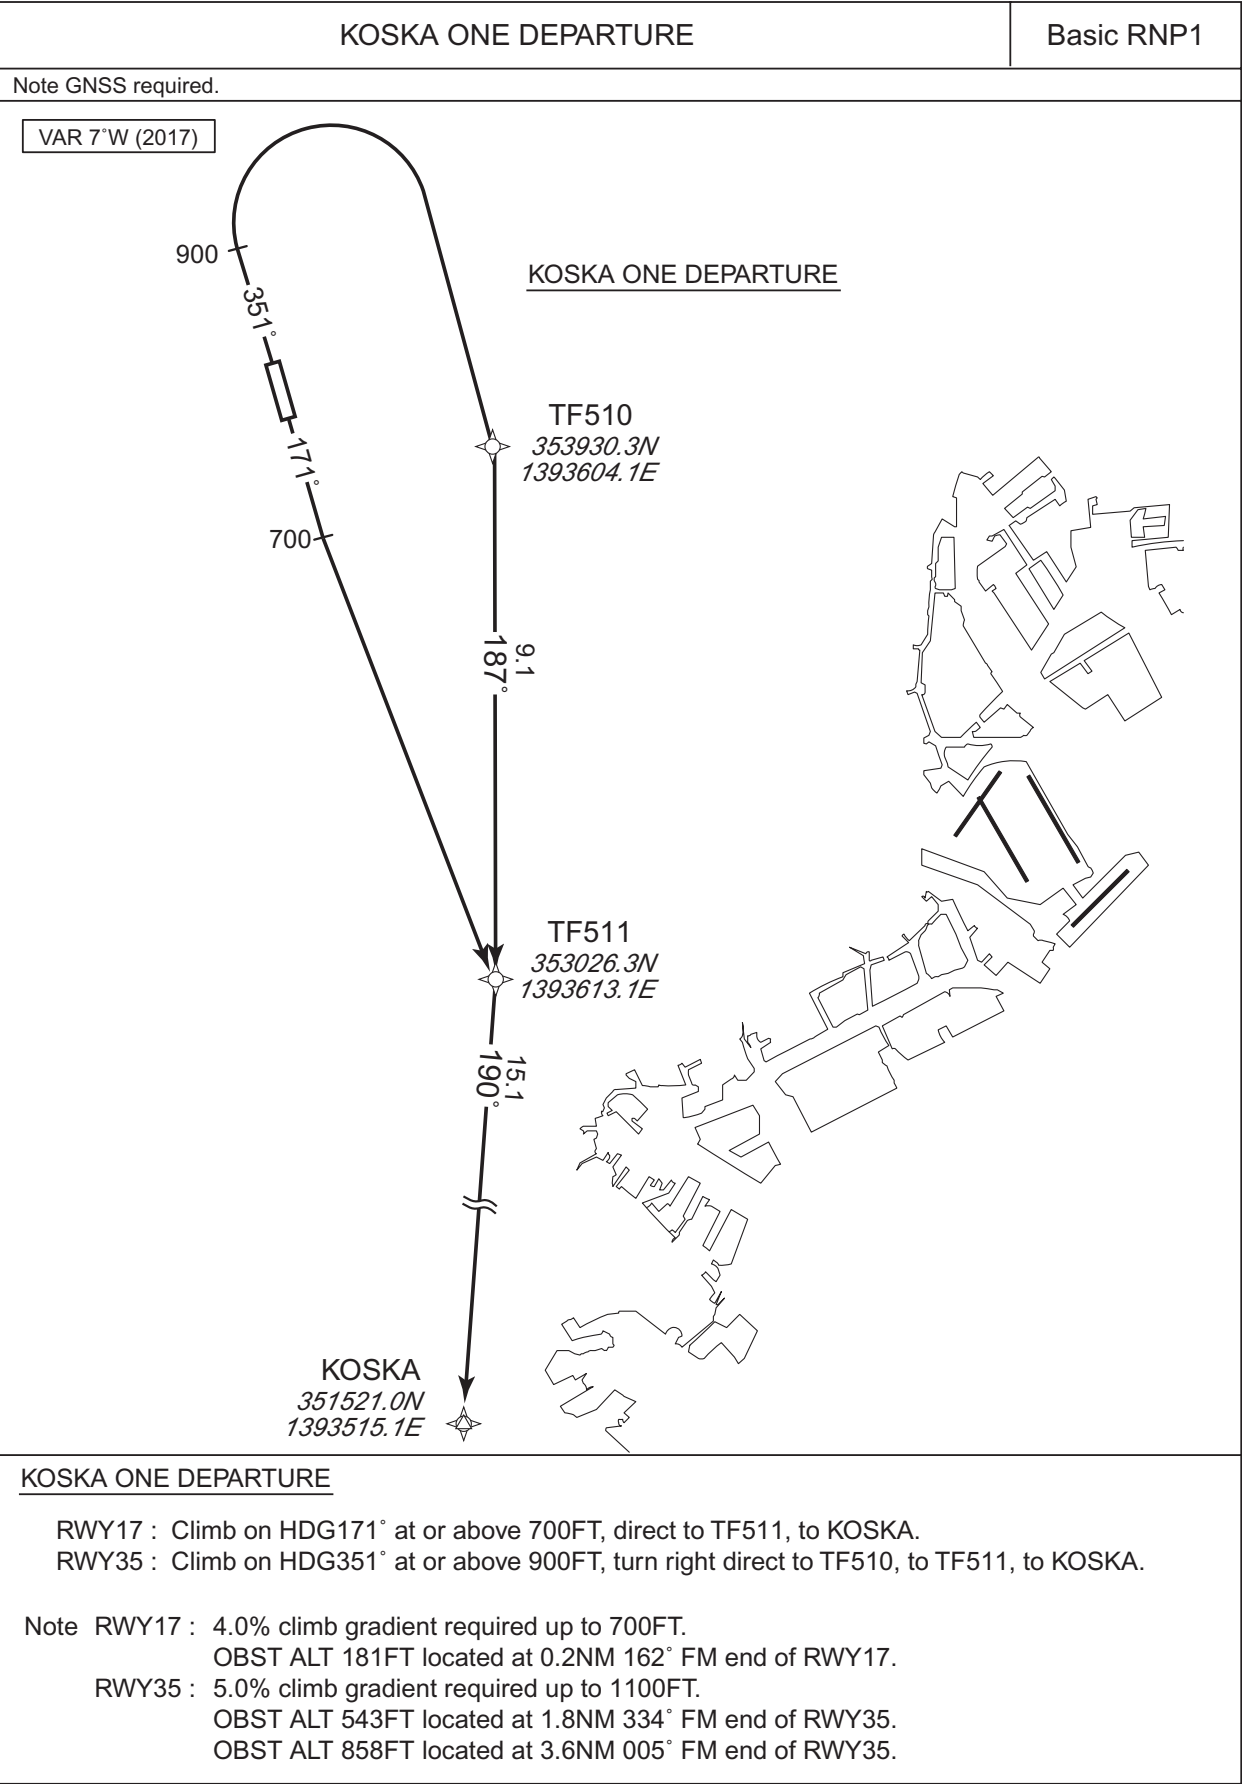 KOSKA ONE DEPARTURE
Basic RNP1
Note GNSS required.
VAR 7˚W (2017)
900
351˚
KOSKA ONE DEPARTURE
171˚
700
TF510
353930.3N
1393604.1E
9.1
187˚
TF511
353026.3N
1393613.1E
15.1
190˚
KOSKA
351521.0N
1393515.1E
KOSKA ONE DEPARTURE
RWY17 : Climb on HDG171˚ at or above 700FT, direct to TF511, to KOSKA.
RWY35 : Climb on HDG351˚ at or above 900FT, turn right direct to TF510, to TF511, to KOSKA.
Note RWY17 : 4.0% climb gradient required up to 700FT.
OBST ALT 181FT located at 0.2NM 162˚ FM end of RWY17.
RWY35 : 5.0% climb gradient required up to 1100FT.
OBST ALT 543FT located at 1.8NM 334˚ FM end of RWY35.
OBST ALT 858FT located at 3.6NM 005˚ FM end of RWY35.